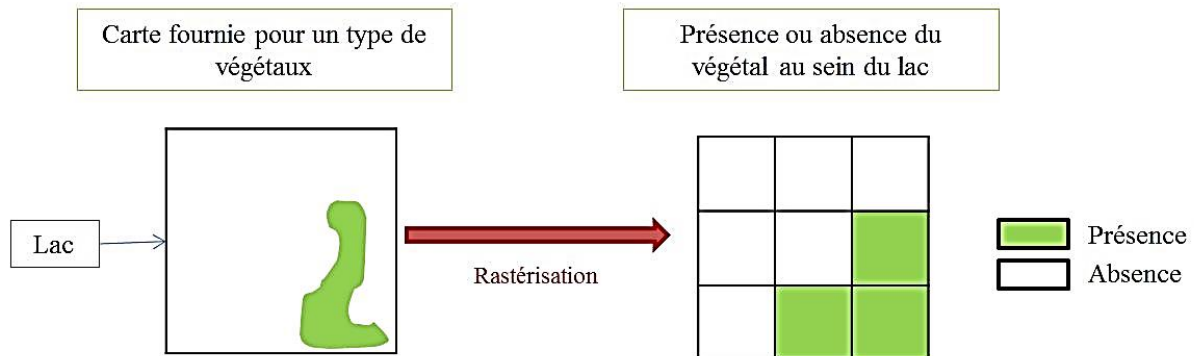 Carte fournie pour un type de
végétaux
Présence ou absence du
végétal au sein du lac
Lac
Rastérisation
Présence
Absence